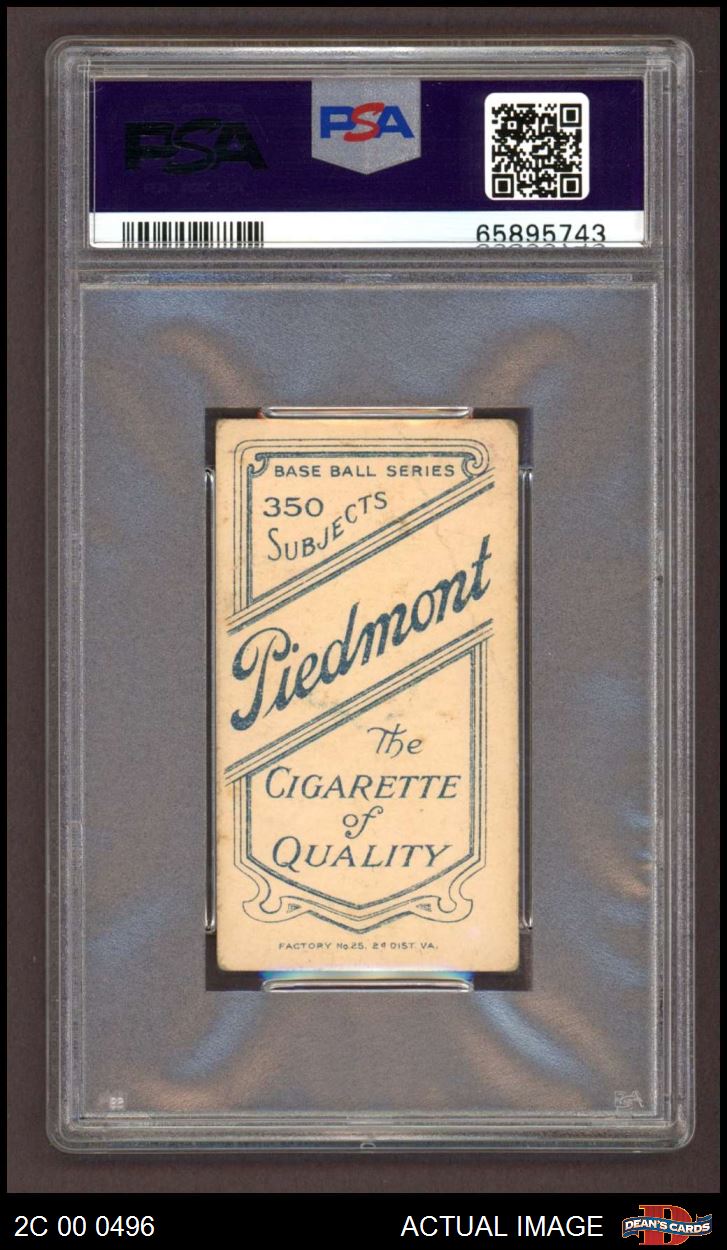 PSA
PSA
65895743
BASE BALL SERIES
350
SUBJECTS
Piedmont
The
CIGARETTE
of
QUALITY
FACTORY No. 25. 2d DIST. VA.
2C 00 0496
ACTUAL IMAGE
DEAN'S CARDS